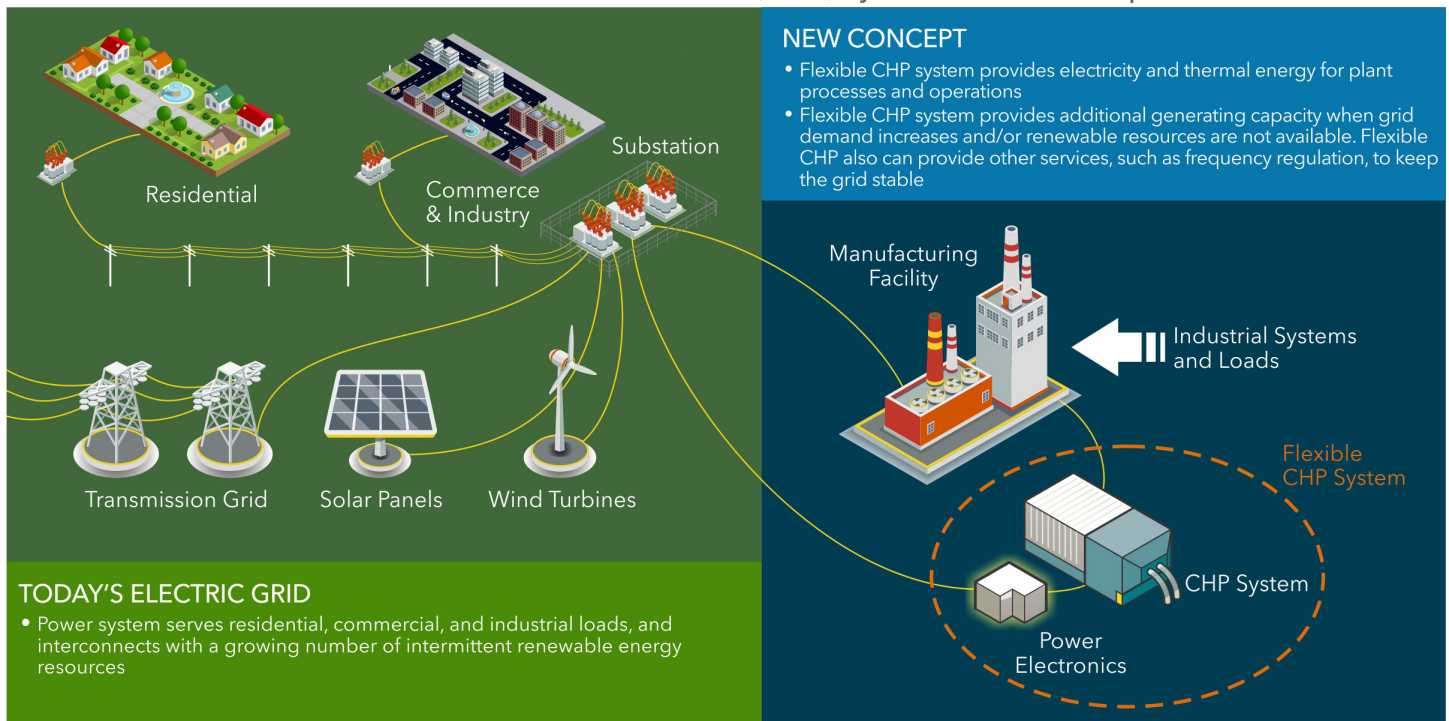 NEW CONCEPT
• Flexible CHP system provides electricity and thermal energy for plant
processes and operations
• Flexible CHP system provides additional generating capacity when grid
demand increases and/or renewable resources are not available. Flexible
CHP also can provide other services, such as frequency regulation, to keep
the grid stable
Residential
Commerce
& Industry
Substation
Manufacturing
Facility
Industrial Systems
and Loads
Transmission Grid
Solar Panels
Wind Turbines
Flexible
CHP System
CHP System
Power
Electronics
TODAY'S ELECTRIC GRID
• Power system serves residential, commercial, and industrial loads, and
interconnects with a growing number of intermittent renewable energy
resources